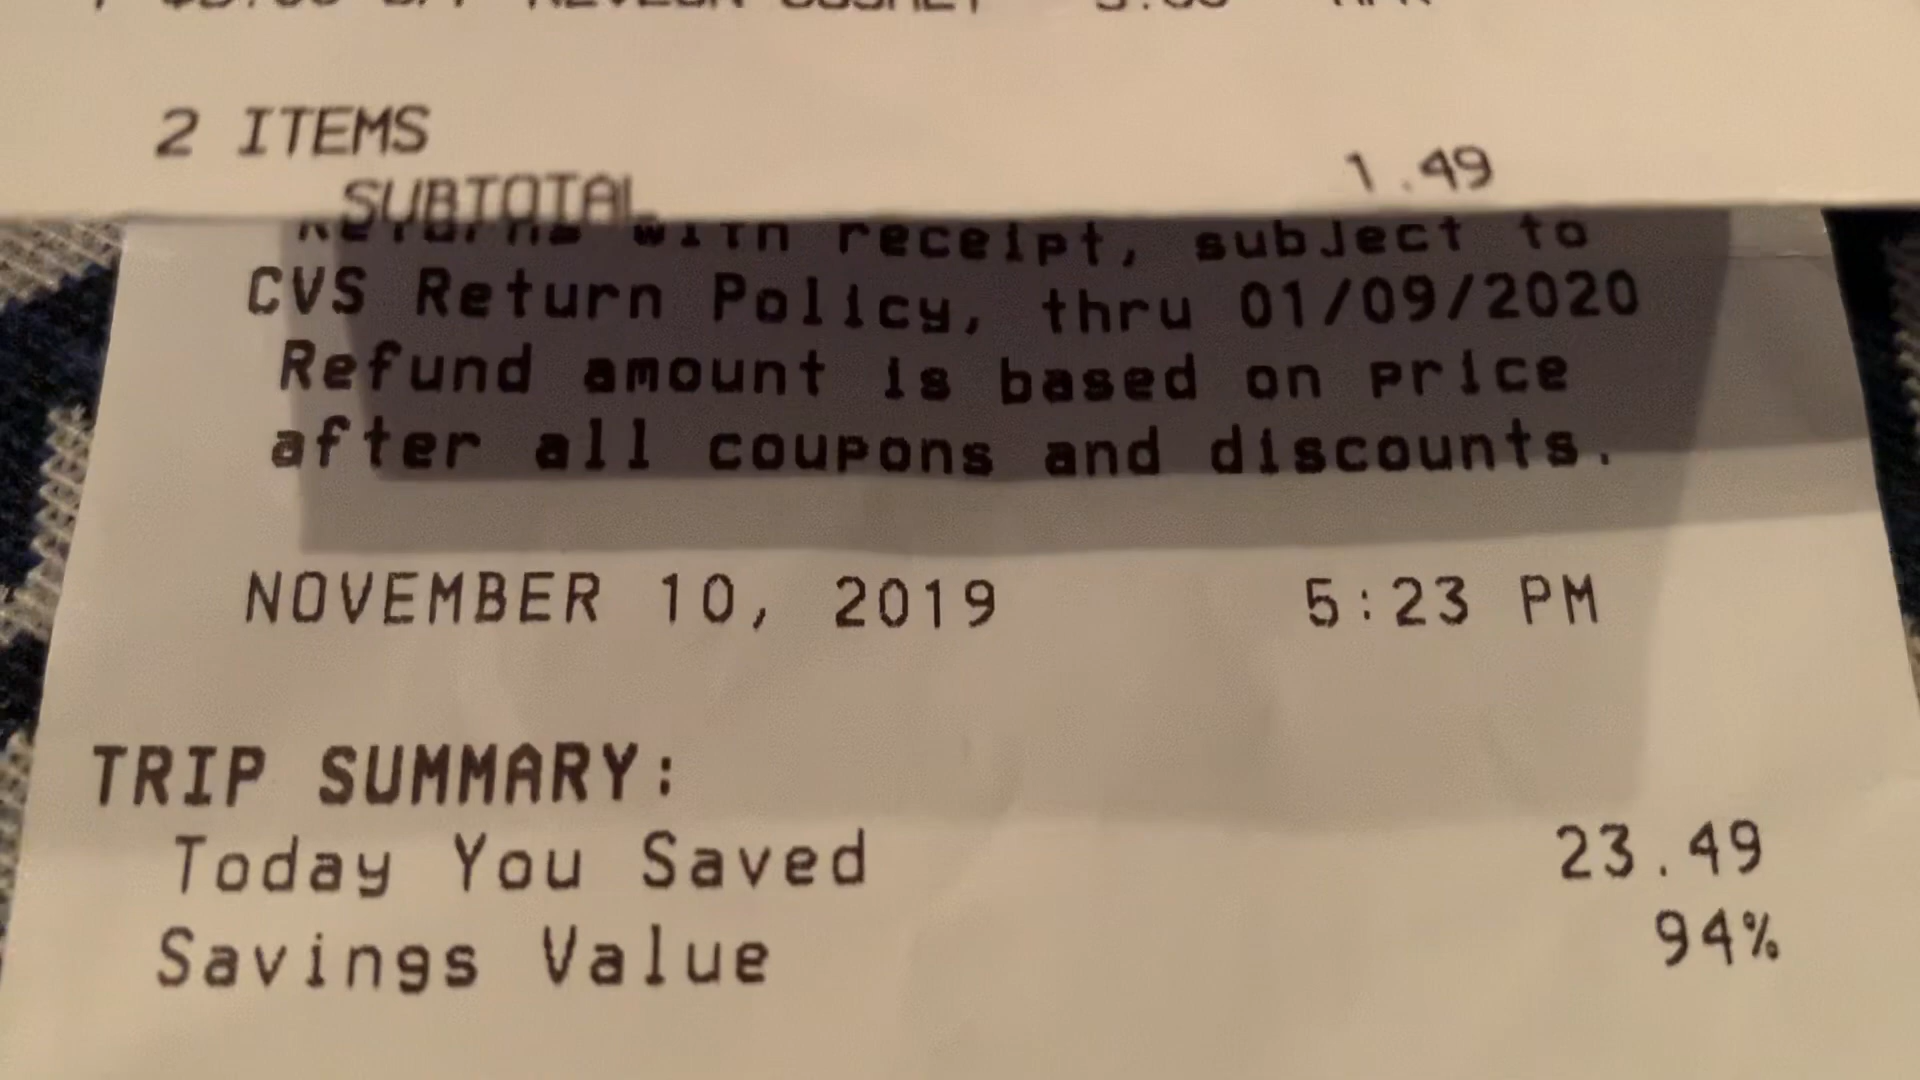 2 ITEMS
SUBTOTAL 1.49
Returns with receipt, subject to
CVS Return Policy, thru 01/09/2020
Refund amount is based on price
after all coupons and discounts.
NOVEMBER 10, 2019 5:23 PM
TRIP SUMMARY:
Today You Saved 23.49
Savings Value 94%